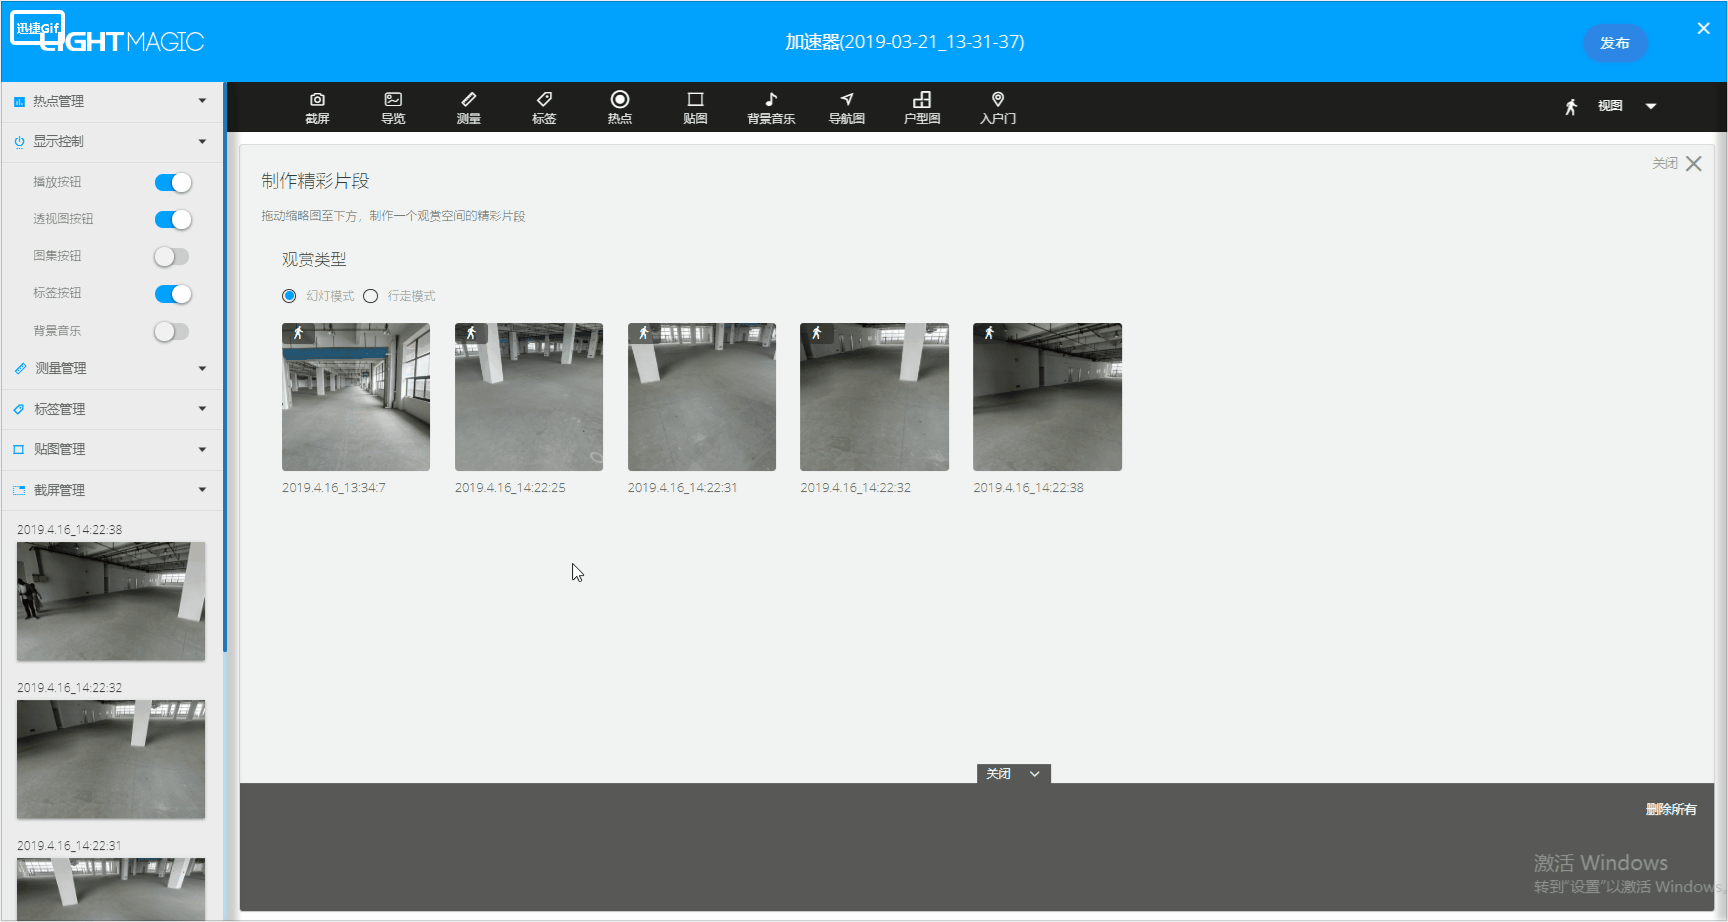 迅捷Gif
LIGHT MAGIC
加速器(2019-03-21_13-31-37)
发布
热点管理
显示控制
播放按钮
透视图按钮
图集按钮
标签按钮
背景音乐
测量管理
标签管理
贴图管理
截屏管理
2019.4.16_14:22:38
2019.4.16_14:22:32
2019.4.16_14:22:31
截屏
导览
测量
标签
热点
贴图
背景音乐
导航图
户型图
入户门
视图
关闭
制作精彩片段
拖动缩略图至下方，制作一个观赏空间的精彩片段
观赏类型
幻灯模式 行走模式
2019.4.16_13:34:7
2019.4.16_14:22:25
2019.4.16_14:22:31
2019.4.16_14:22:32
2019.4.16_14:22:38
关闭
删除所有
激活 Windows
转到“设置”以激活 Windows。